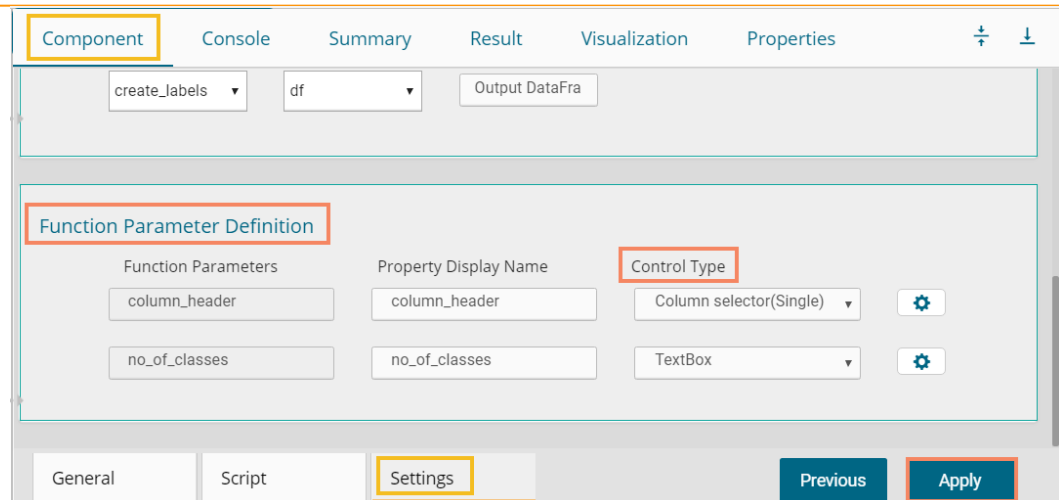 Component Console Summary Result Visualization Properties
create_labels df Output DataFra
Function Parameter Definition
Function Parameters Property Display Name Control Type
column_header column_header Column selector(Single)
no_of_classes no_of_classes TextBox
General Script Settings Previous Apply